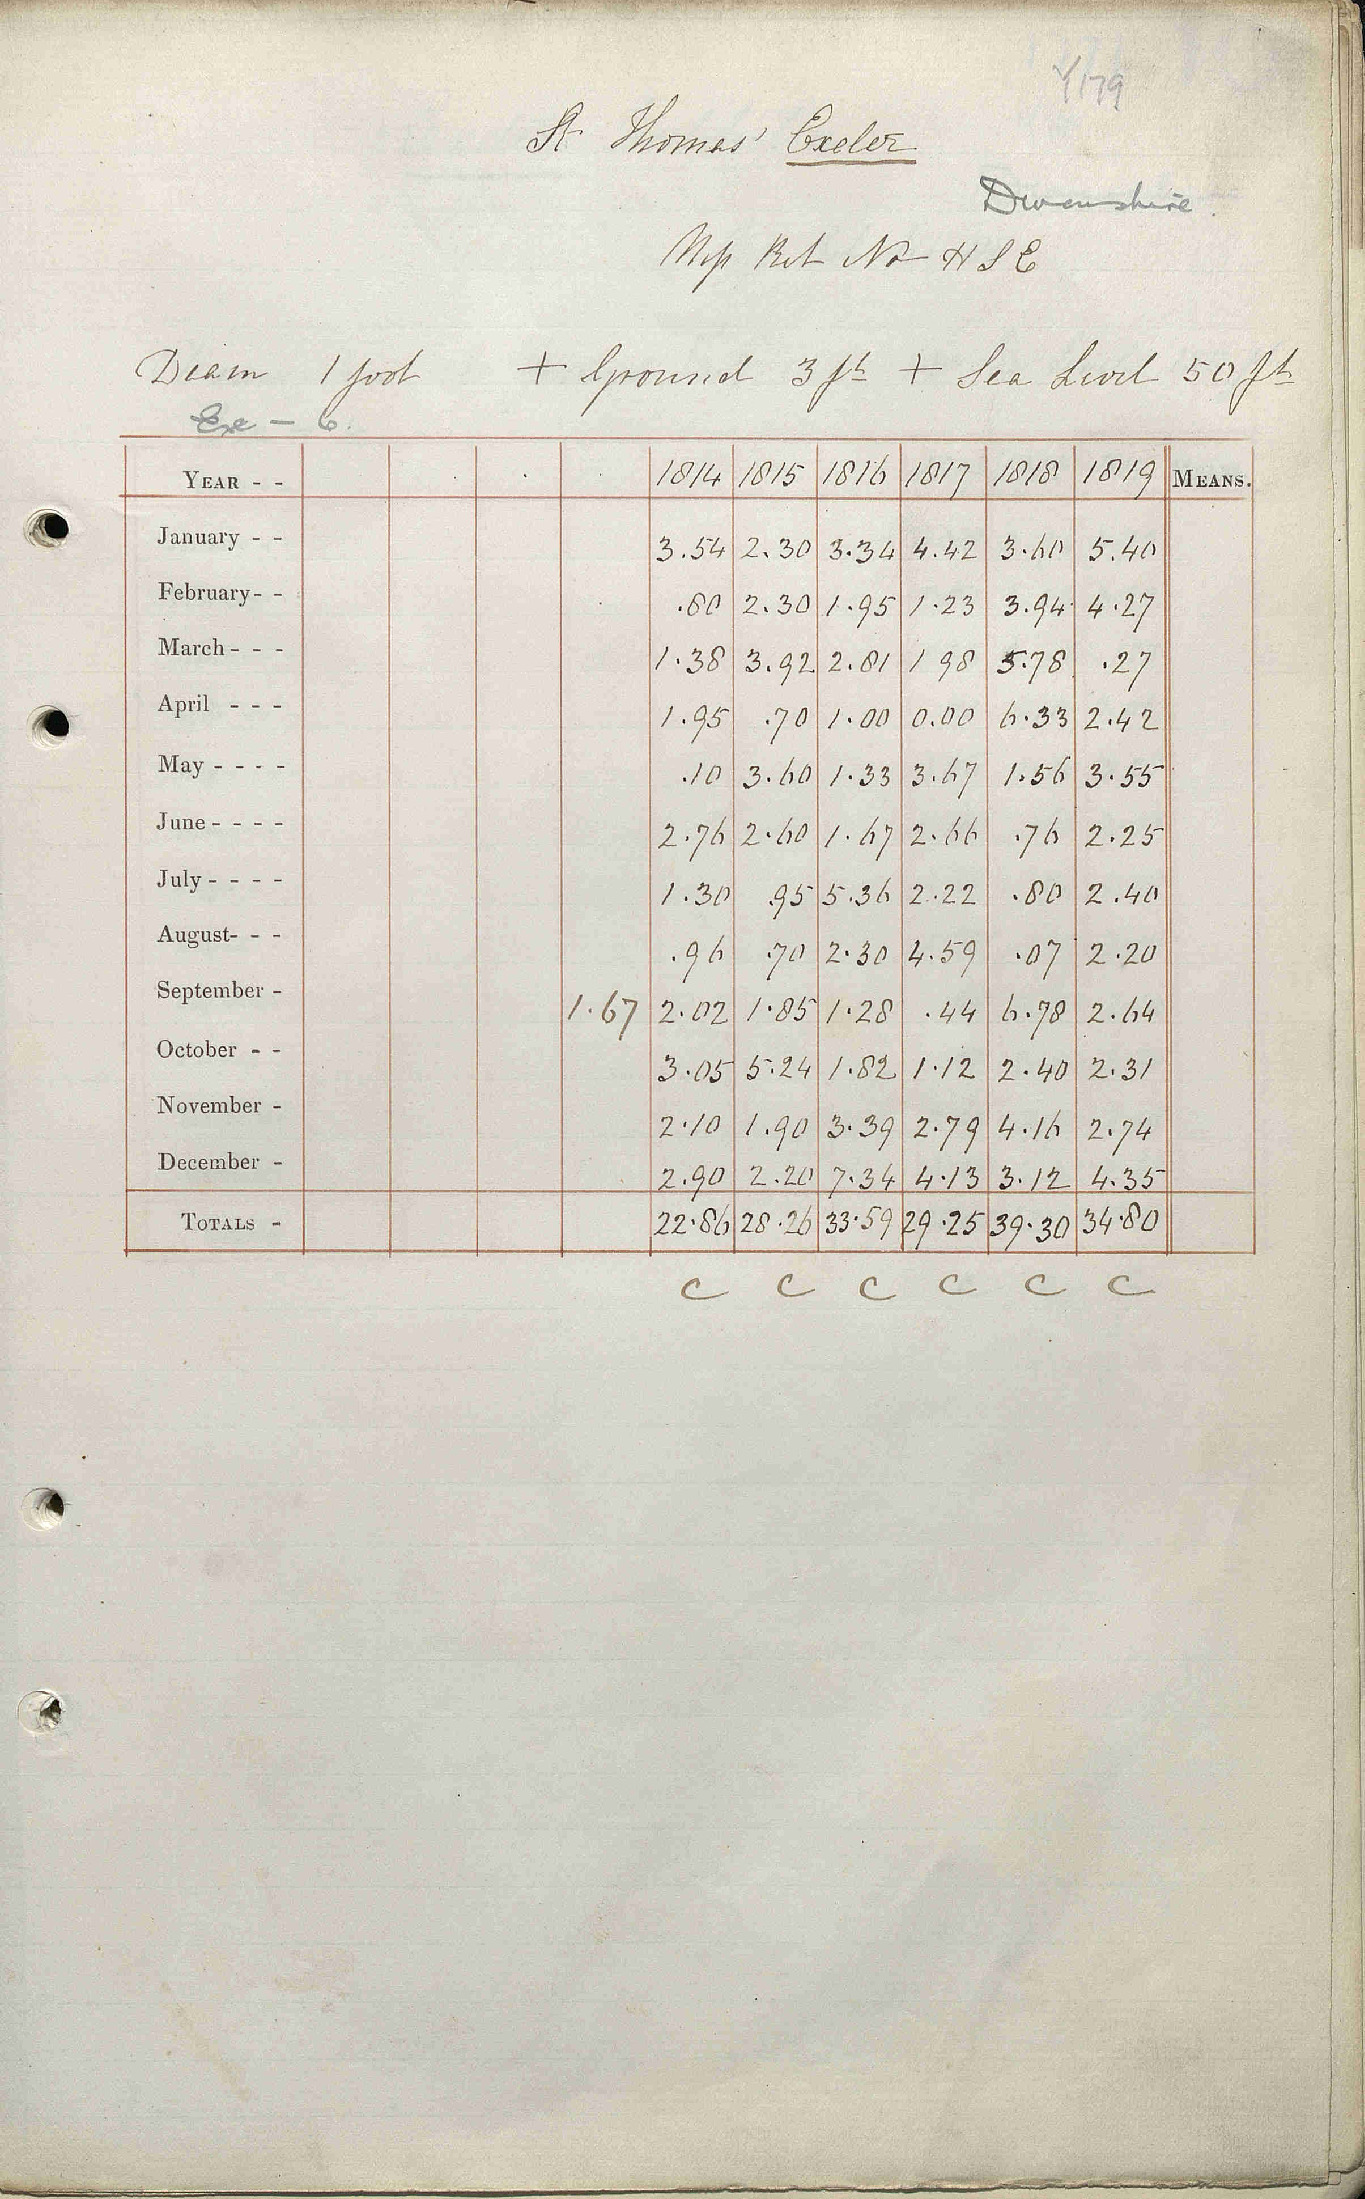 Y179
St Thomas' Exeter
Devonshire.
Mp Ret No H S E
Diam 1 foot + Ground 3 ft + Sea Level 50 ft
Exe — 6.
YEAR - - 1814 1815 1816 1817 1818 1819 MEANS.
January - - 3.54 2.30 3.34 4.42 3.60 5.40
February - - .80 2.30 1.95 1.23 3.94 4.27
March - - - 1.38 3.92 2.81 1 98 5.78 .27
April - - - 1.95 .70 1.00 0.00 6.33 2.42
May - - - - .10 3.60 1.33 3.67 1.56 3.55
June - - - - 2.76 2.60 1.67 2.66 .76 2.25
July - - - - 1.30 .95 5.36 2.22 .80 2.40
August - - - .96 .70 2.30 4.59 .07 2.20
September - 1.67 2.02 1.85 1.28 .44 6.78 2.64
October - - 3.05 5.24 1.82 1.12 2.40 2.31
November - 2.10 1.90 3.39 2.79 4.16 2.74
December - 2.90 2.20 7.34 4.13 3.12 4.35
TOTALS - 22.86 28.26 33.59 29.25 39.30 34.80
C C C C C C